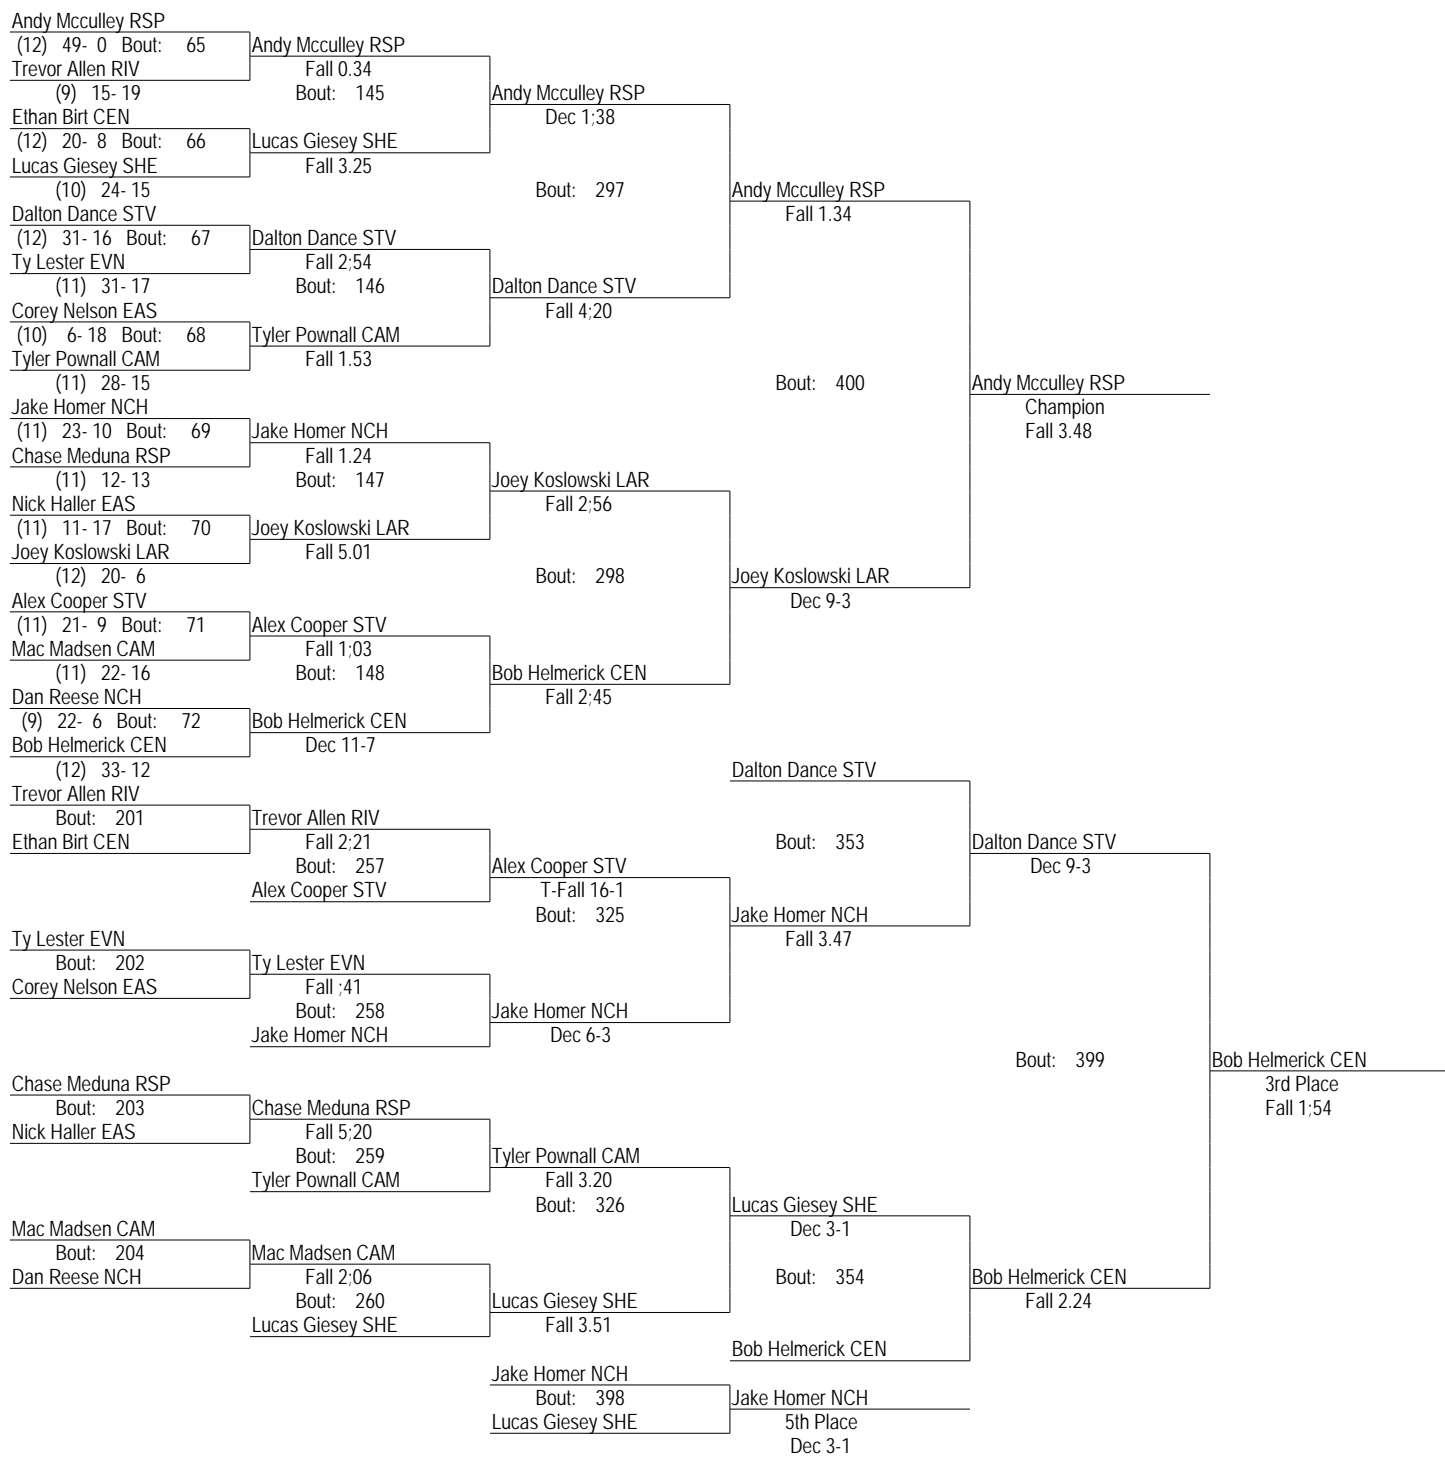 Andy Mcculley RSP
(12) 49- 0 Bout: 65 Andy Mcculley RSP
Trevor Allen RIV Fall 0.34
(9) 15- 19 Bout: 145 Andy Mcculley RSP
Ethan Birt CEN Dec 1;38
(12) 20- 8 Bout: 66 Lucas Giesey SHE
Lucas Giesey SHE Fall 3.25
(10) 24- 15 Bout: 297 Andy Mcculley RSP
Dalton Dance STV Fall 1.34
(12) 31- 16 Bout: 67 Dalton Dance STV
Ty Lester EVN Fall 2;54
(11) 31- 17 Bout: 146 Dalton Dance STV
Corey Nelson EAS Fall 4;20
(10) 6- 18 Bout: 68 Tyler Pownall CAM
Tyler Pownall CAM Fall 1.53
(11) 28- 15 Bout: 400 Andy Mcculley RSP
Jake Homer NCH Champion
(11) 23- 10 Bout: 69 Jake Homer NCH Fall 3.48
Chase Meduna RSP Fall 1.24
(11) 12- 13 Bout: 147 Joey Koslowski LAR
Nick Haller EAS Fall 2;56
(11) 11- 17 Bout: 70 Joey Koslowski LAR
Joey Koslowski LAR Fall 5.01
(12) 20- 6 Bout: 298 Joey Koslowski LAR
Alex Cooper STV Dec 9-3
(11) 21- 9 Bout: 71 Alex Cooper STV
Mac Madsen CAM Fall 1;03
(11) 22- 16 Bout: 148 Bob Helmerick CEN
Dan Reese NCH Fall 2;45
(9) 22- 6 Bout: 72 Bob Helmerick CEN
Bob Helmerick CEN Dec 11-7
(12) 33- 12 Dalton Dance STV
Trevor Allen RIV
Bout: 201 Trevor Allen RIV
Ethan Birt CEN Fall 2;21 Bout: 353 Dalton Dance STV
Bout: 257 Alex Cooper STV Dec 9-3
Alex Cooper STV T-Fall 16-1
Bout: 325 Jake Homer NCH
Ty Lester EVN Fall 3.47
Bout: 202 Ty Lester EVN
Corey Nelson EAS Fall ;41
Bout: 258 Jake Homer NCH
Jake Homer NCH Dec 6-3
Bout: 399 Bob Helmerick CEN
Chase Meduna RSP 3rd Place
Bout: 203 Chase Meduna RSP Fall 1;54
Nick Haller EAS Fall 5;20
Bout: 259 Tyler Pownall CAM
Tyler Pownall CAM Fall 3.20
Bout: 326 Lucas Giesey SHE
Mac Madsen CAM Dec 3-1
Bout: 204 Mac Madsen CAM
Dan Reese NCH Fall 2;06 Bout: 354 Bob Helmerick CEN
Bout: 260 Lucas Giesey SHE Fall 2.24
Lucas Giesey SHE Fall 3.51
Bob Helmerick CEN
Jake Homer NCH
Bout: 398 Jake Homer NCH
Lucas Giesey SHE 5th Place
Dec 3-1